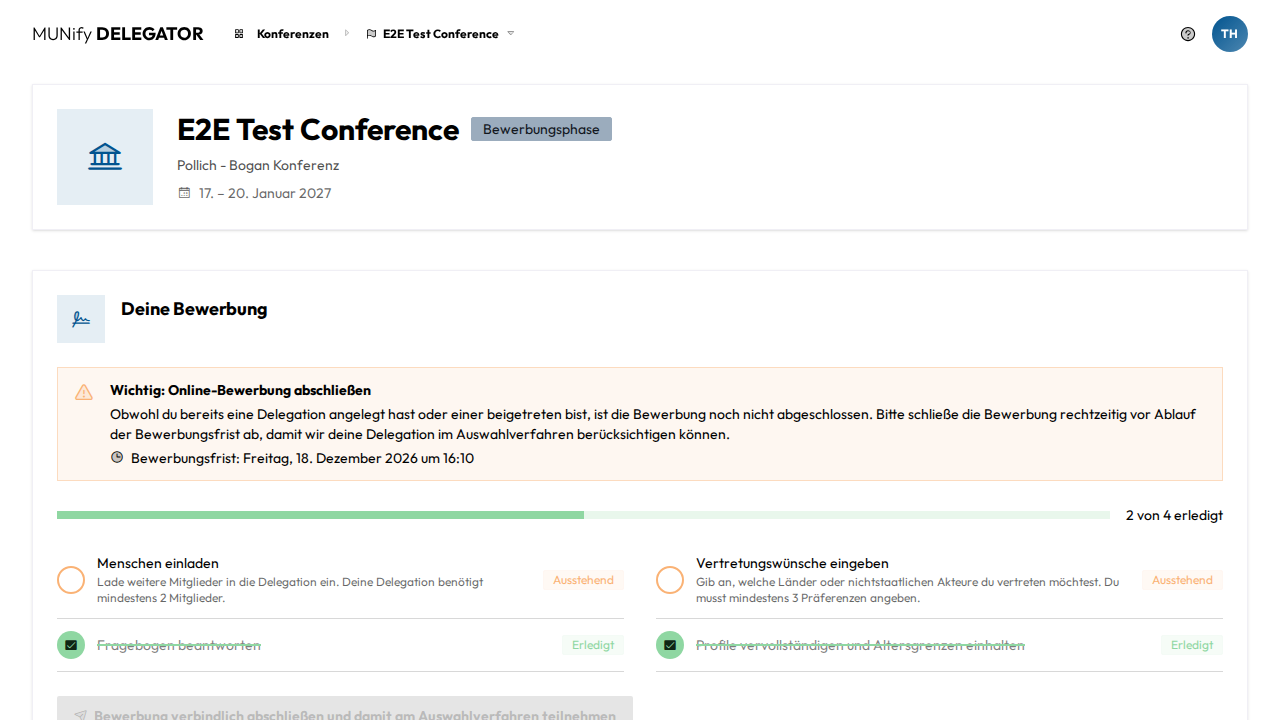 MUNify DELEGATOR
Konferenzen
E2E Test Conference
TH
E2E Test Conference
Bewerbungsphase
Pollich - Bogan Konferenz
17. – 20. Januar 2027
Deine Bewerbung
Wichtig: Online-Bewerbung abschließen
Obwohl du bereits eine Delegation angelegt hast oder einer beigetreten bist, ist die Bewerbung noch nicht abgeschlossen. Bitte schließe die Bewerbung rechtzeitig vor Ablauf
der Bewerbungsfrist ab, damit wir deine Delegation im Auswahlverfahren berücksichtigen können.
Bewerbungsfrist: Freitag, 18. Dezember 2026 um 16:10
2 von 4 erledigt
Menschen einladen
Lade weitere Mitglieder in die Delegation ein. Deine Delegation benötigt
mindestens 2 Mitglieder.
Ausstehend
Vertretungswünsche eingeben
Gib an, welche Länder oder nichtstaatlichen Akteure du vertreten möchtest. Du
musst mindestens 3 Präferenzen angeben.
Ausstehend
Fragebogen beantworten
Erledigt
Profile vervollständigen und Altersgrenzen einhalten
Erledigt
Bewerbung verbindlich abschließen und damit am Auswahlverfahren teilnehmen